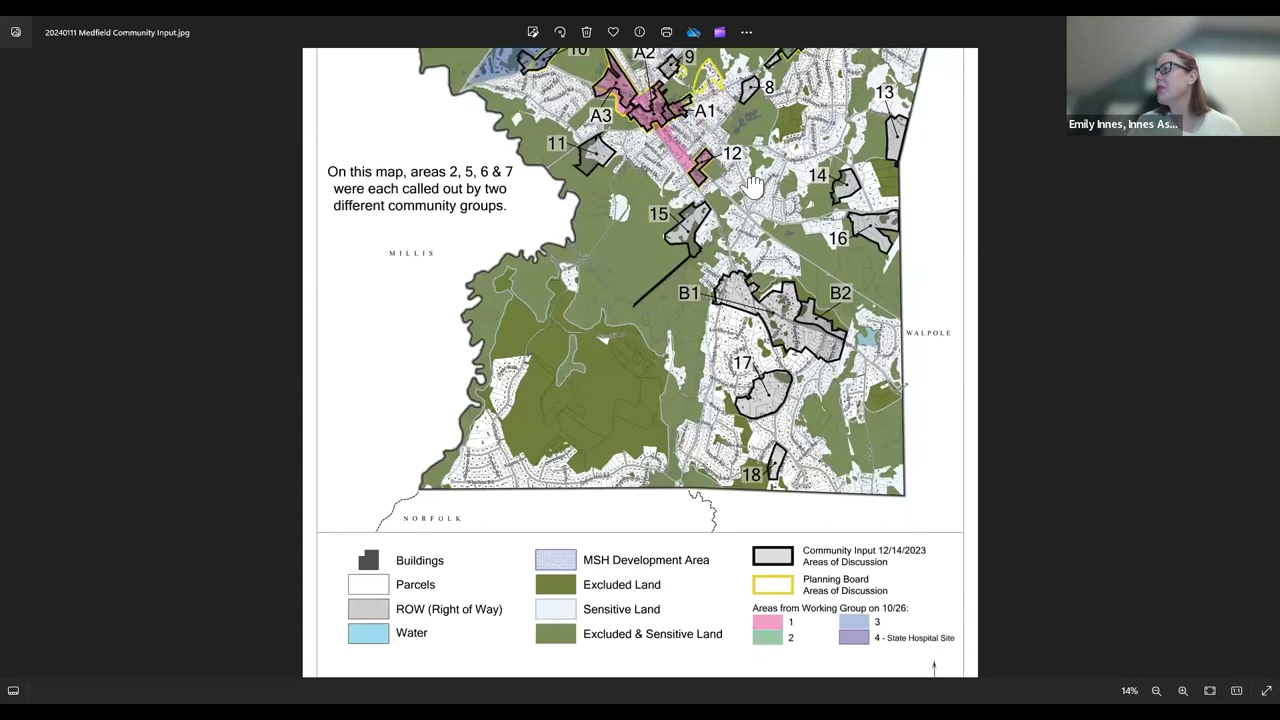 20240111 Medfield Community Input.jpg
10
A2
9
8
A3
A1
13
11
12
14
On this map, areas 2, 5, 6 & 7
were each called out by two
different community groups.
15
16
MILLIS
B1
B2
WALPOLE
17
18
NORFOLK
Buildings
Parcels
ROW (Right of Way)
Water
MSH Development Area
Excluded Land
Sensitive Land
Excluded & Sensitive Land
Community Input 12/14/2023
Areas of Discussion
Planning Board
Areas of Discussion
Areas from Working Group on 10/26:
1
3
2
4 - State Hospital Site
Emily Innes, Innes As...
14%